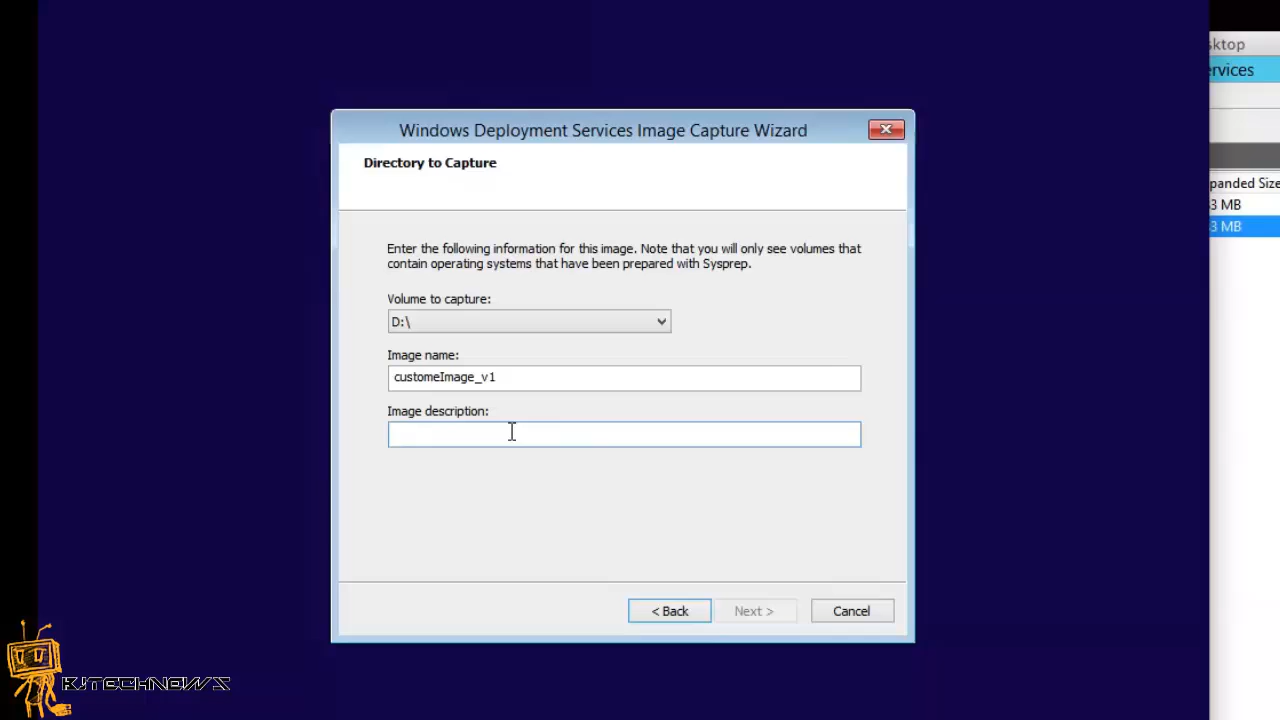 sktop
ervices
Windows Deployment Services Image Capture Wizard
Directory to Capture
panded Size
3 MB
3 MB
Enter the following information for this image. Note that you will only see volumes that
contain operating systems that have been prepared with Sysprep.
Volume to capture:
D:\
Image name:
customeImage_v1
Image description:
< Back
Next >
Cancel
KJTECHNEWS